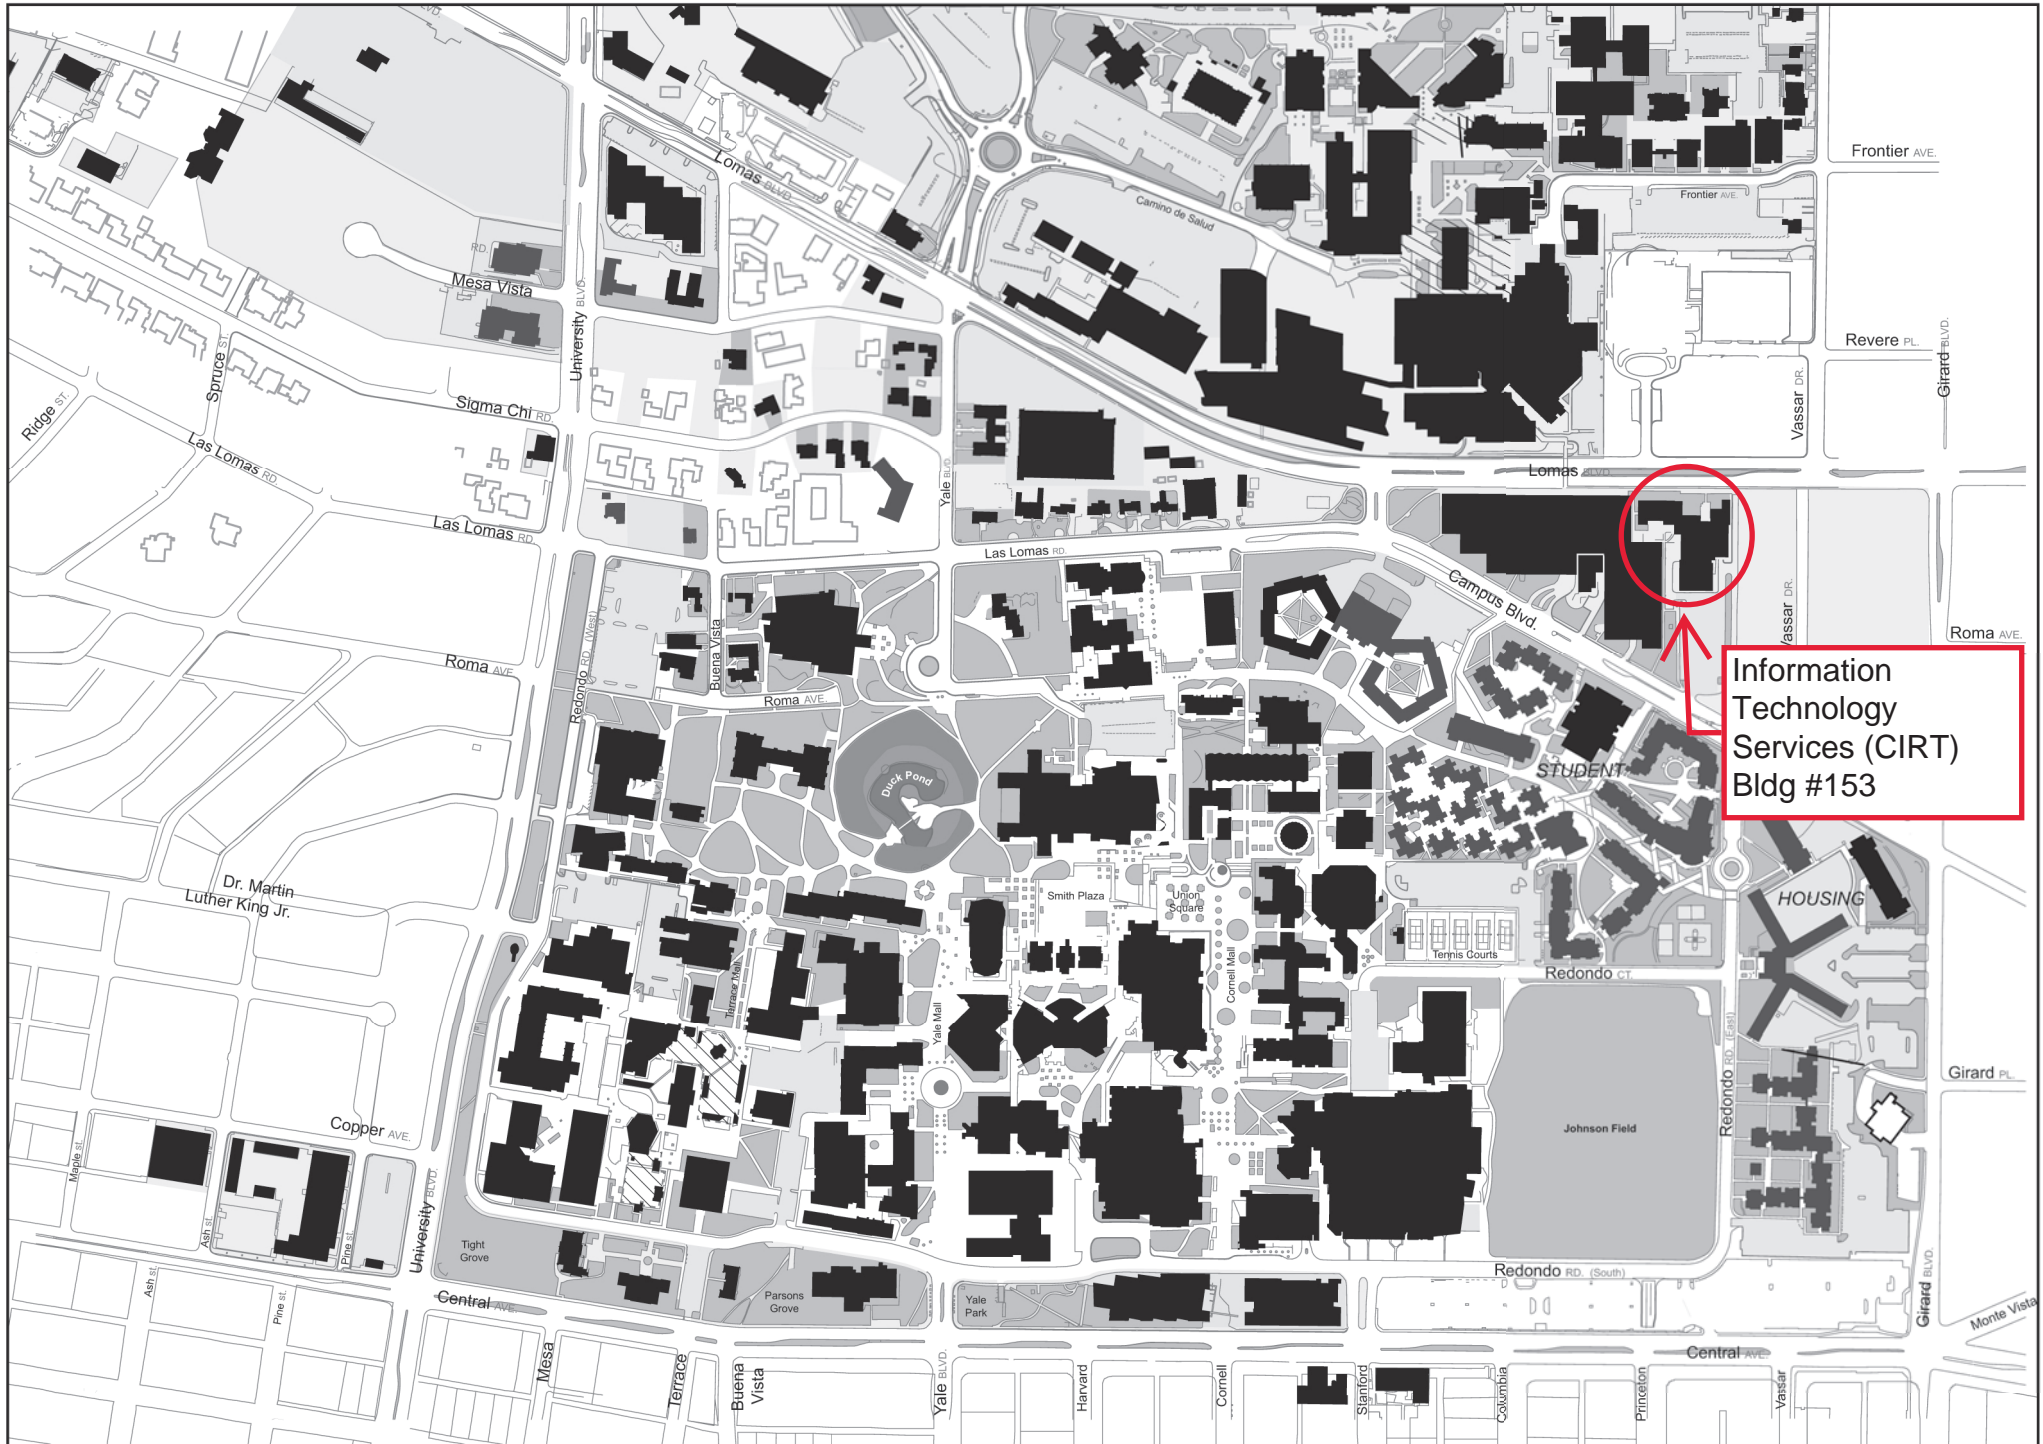 BLVD.
BLVD.
Lomas BLVD.
Frontier AVE.
Frontier AVE.
Camino de Salud
RD.
Mesa Vista
University BLVD.
Spruce ST.
Revere PL.
Girard BLVD.
Vassar DR.
Ridge ST.
Sigma Chi RD.
Las Lomas RD.
Yale BLVD.
Lomas BLVD.
Las Lomas RD.
Las Lomas RD.
Campus Blvd.
Vassar DR.
Roma AVE.
Roma AVE.
Redondo RD. (West)
Buena Vista
Roma AVE.
Information
Technology
Services (CIRT)
Bldg #153
Duck Pond
STUDENT
HOUSING
Dr. Martin
Luther King Jr.
Smith Plaza
Union
Square
Tennis Courts
Redondo CT.
Terrace Mall
Yale Mall
Cornell Mall
Redondo RD. (East)
Girard PL.
Johnson Field
Copper AVE.
Maple st.
Ash st.
Pine st.
University BLVD.
Tight
Grove
Redondo RD. (South)
Girard BLVD.
Monte Vista
Ash st.
Pine st.
Central AVE.
Parsons
Grove
Yale
Park
Central AVE.
Mesa
Terrace
Buena
Vista
Yale BLVD.
Harvard
Cornell
Stanford
Columbia
Princeton
Vassar